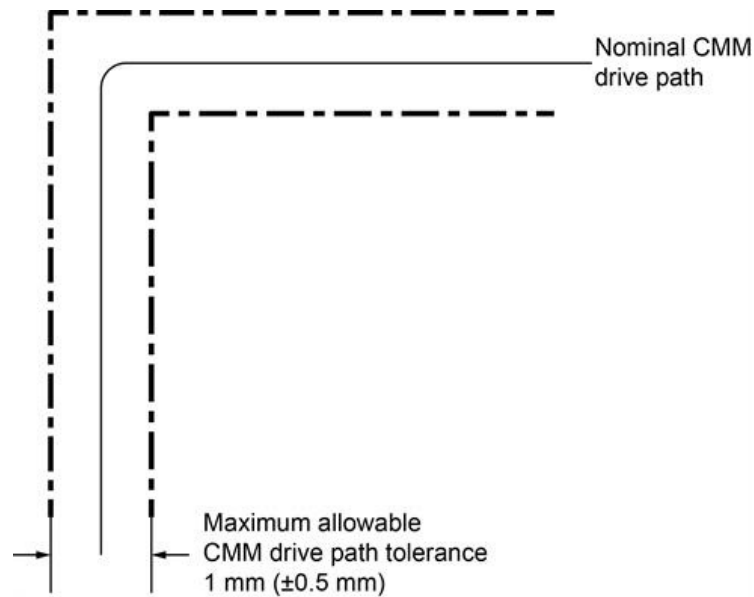 Nominal CMM
drive path
Maximum allowable
CMM drive path tolerance
1 mm (±0.5 mm)